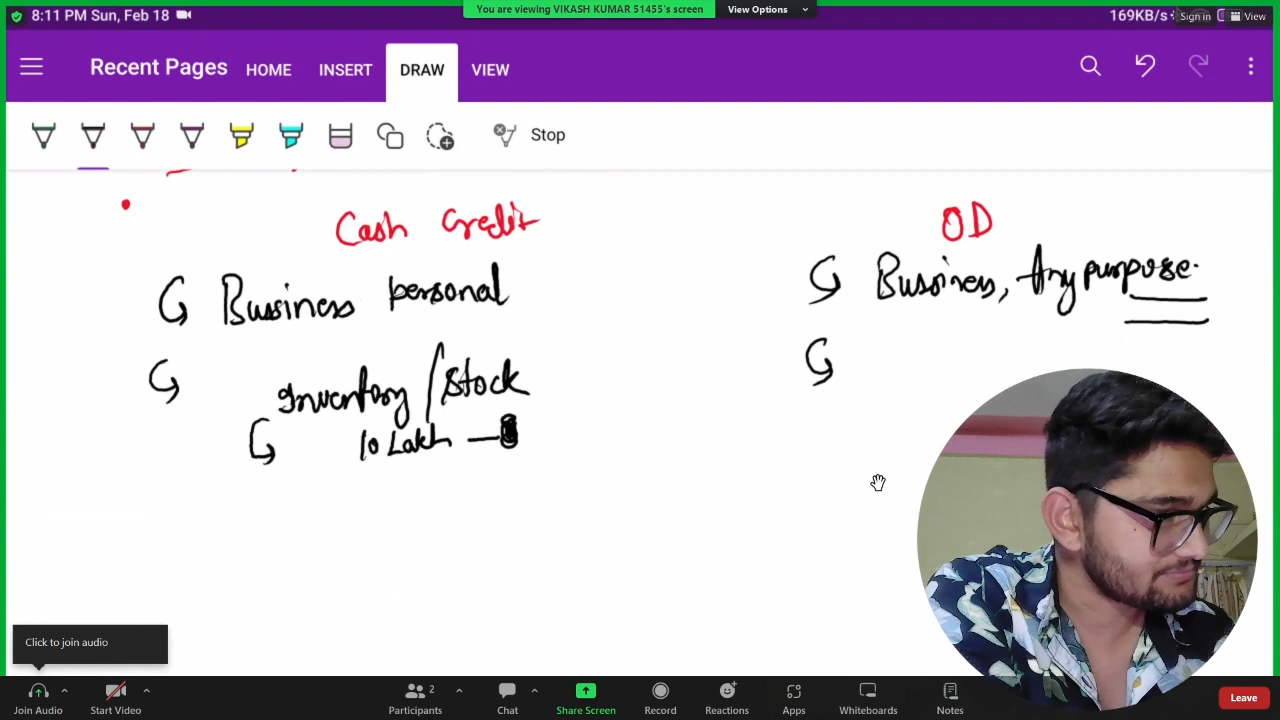 You are viewing VIKASH KUMAR 51455's screen View Options
8:11 PM Sun, Feb 18
169KB/s Sign in View
Recent Pages HOME INSERT DRAW VIEW
Stop
Cash Credit
OD
Bussiness personal
Bussiness, Any purpose.
Inventory / Stock
10 Lakh —
Click to join audio
2
Join Audio Start Video Participants Chat Share Screen Record Reactions Apps Whiteboards Notes Leave